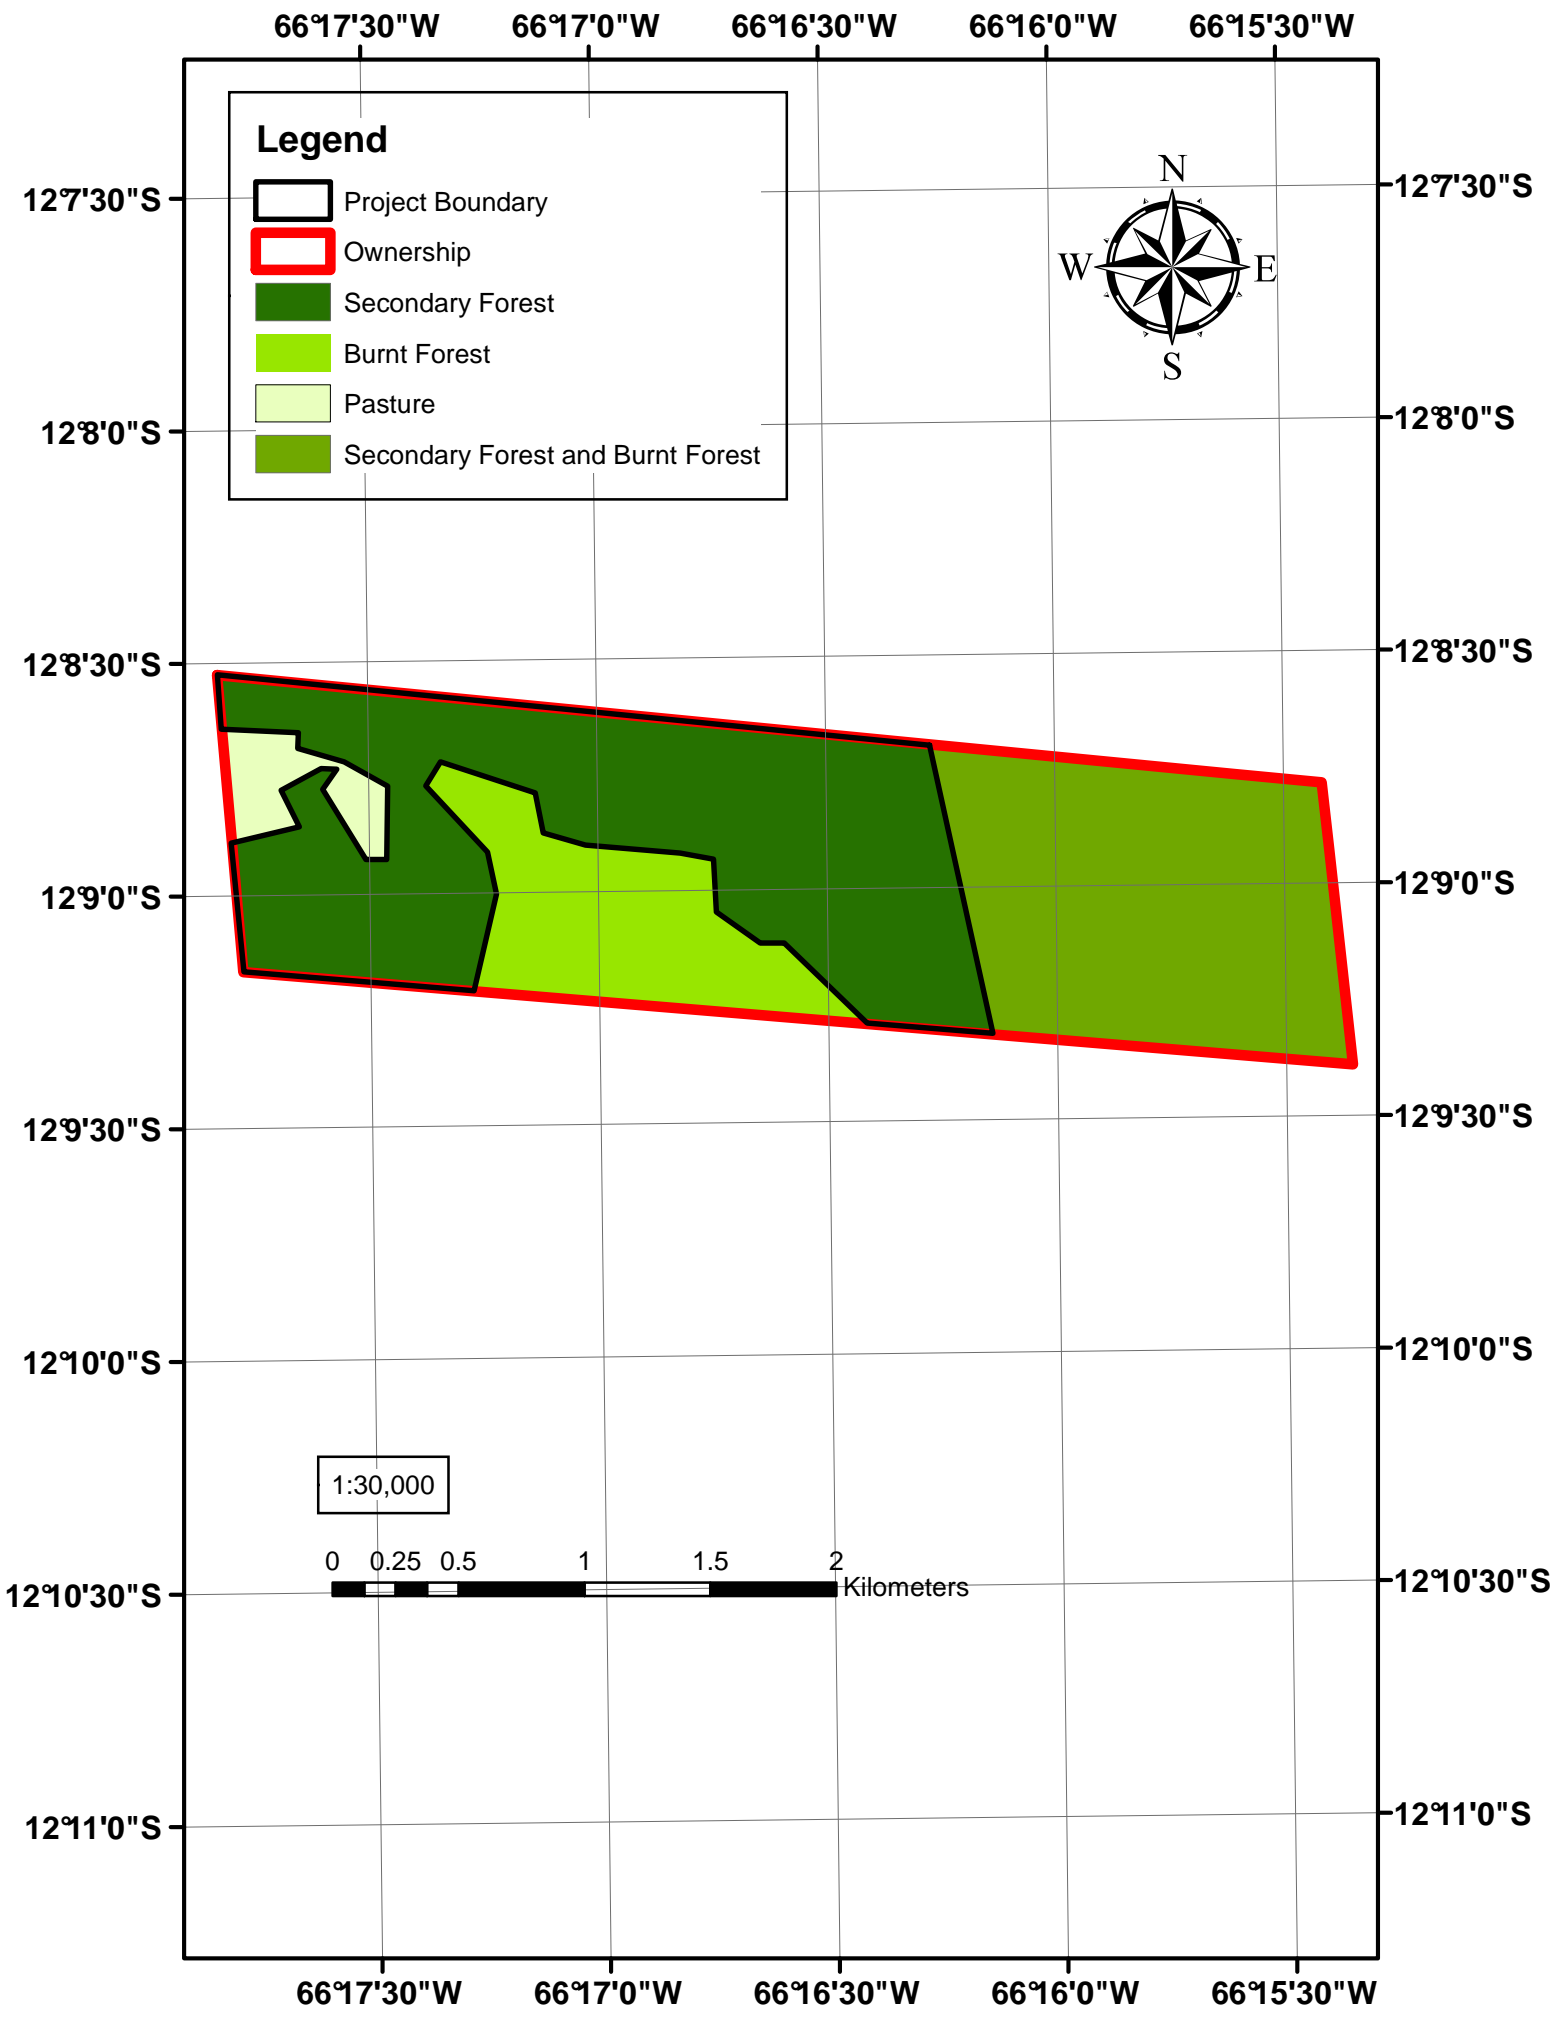 66°17'30"W 66°17'0"W 66°16'30"W 66°16'0"W 66°15'30"W
Legend
Project Boundary
Ownership
Secondary Forest
Burnt Forest
Pasture
Secondary Forest and Burnt Forest
N
W E
S
12°7'30"S 12°7'30"S
12°8'0"S 12°8'0"S
12°8'30"S 12°8'30"S
12°9'0"S 12°9'0"S
12°9'30"S 12°9'30"S
12°10'0"S 12°10'0"S
1:30,000
0 0.25 0.5 1 1.5 2
Kilometers
12°10'30"S 12°10'30"S
12°11'0"S 12°11'0"S
66°17'30"W 66°17'0"W 66°16'30"W 66°16'0"W 66°15'30"W